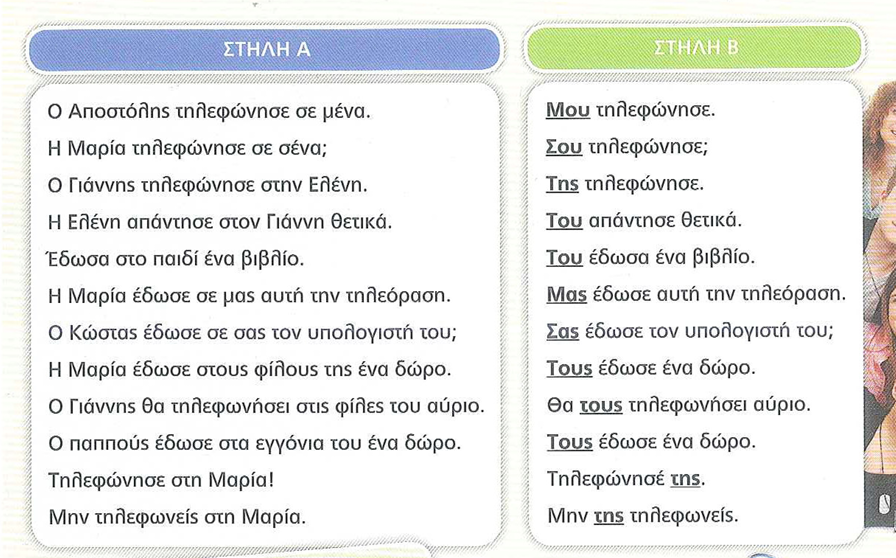 ΣΤΗΛΗ Α
Ο Αποστόλης τηλεφώνησε σε μένα.
Η Μαρία τηλεφώνησε σε σένα;
Ο Γιάννης τηλεφώνησε στην Ελένη.
Η Ελένη απάντησε στον Γιάννη θετικά.
Έδωσα στο παιδί ένα βιβλίο.
Η Μαρία έδωσε σε μας αυτή την τηλεόραση.
Ο Κώστας έδωσε σε σας τον υπολογιστή του;
Η Μαρία έδωσε στους φίλους της ένα δώρο.
Ο Γιάννης θα τηλεφωνήσει στις φίλες του αύριο.
Ο παππούς έδωσε στα εγγόνια του ένα δώρο.
Τηλεφώνησε στη Μαρία!
Μην τηλεφωνείς στη Μαρία.
ΣΤΗΛΗ Β
Μου τηλεφώνησε.
Σου τηλεφώνησε;
Της τηλεφώνησε.
Του απάντησε θετικά.
Του έδωσα ένα βιβλίο.
Μας έδωσε αυτή την τηλεόραση.
Σας έδωσε τον υπολογιστή του;
Τους έδωσε ένα δώρο.
Θα τους τηλεφωνήσει αύριο.
Τους έδωσε ένα δώρο.
Τηλεφώνησέ της.
Μην της τηλεφωνείς.